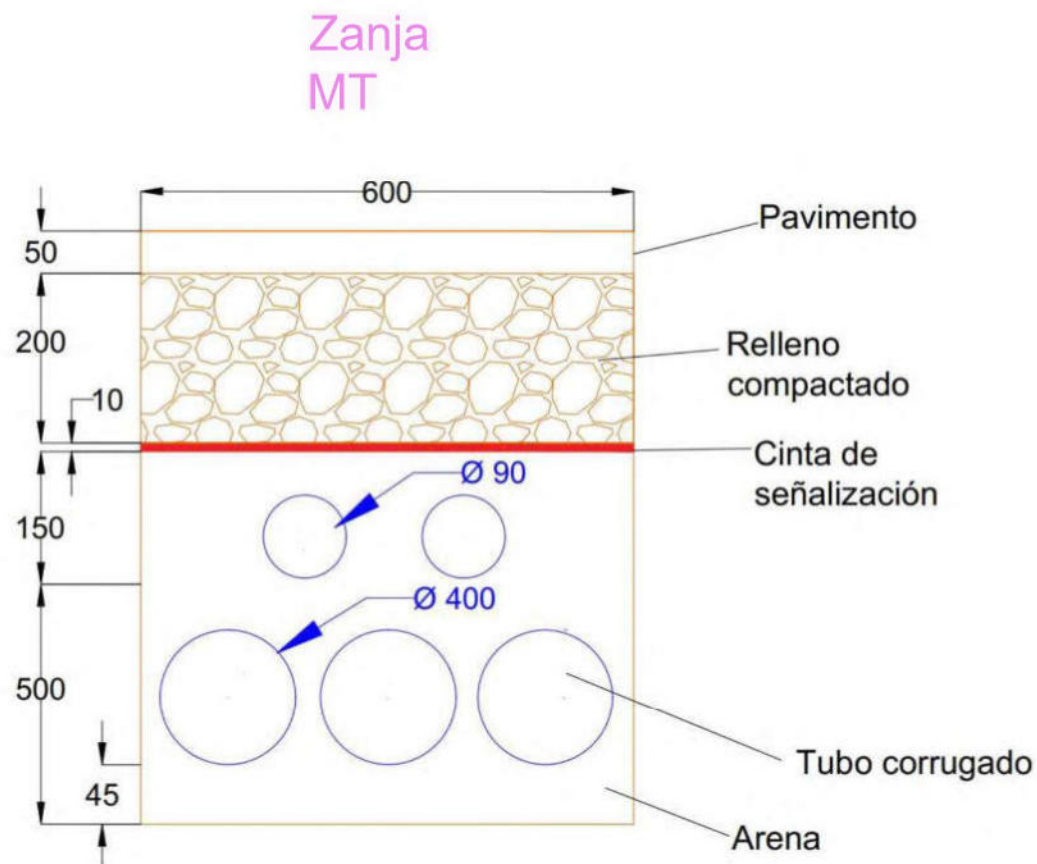 Zanja
MT
600
50
Pavimento
200
Relleno
compactado
10
Cinta de
señalización
Ø 90
150
Ø 400
500
Tubo corrugado
45
Arena